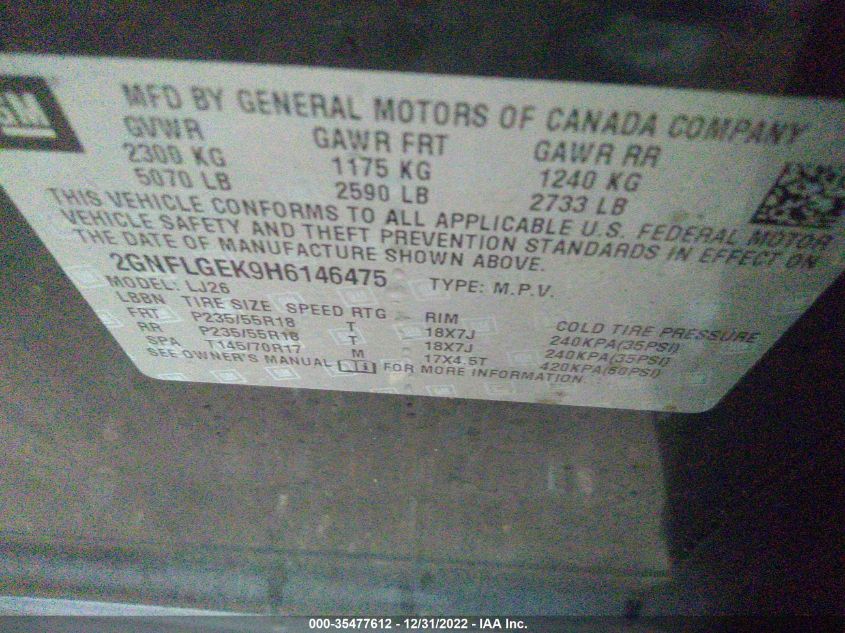 GM
MFD BY GENERAL MOTORS OF CANADA COMPANY
GVWR GAWR FRT GAWR RR
2300 KG 1175 KG 1240 KG
5070 LB 2590 LB 2733 LB
THIS VEHICLE CONFORMS TO ALL APPLICABLE U.S. FEDERAL MOTOR
VEHICLE SAFETY AND THEFT PREVENTION STANDARDS IN EFFECT ON
THE DATE OF MANUFACTURE SHOWN ABOVE.
2GNFLGEK9H6146475 TYPE: M.P.V.
MODEL: LJ26
LBBN TIRE SIZE SPEED RTG RIM COLD TIRE PRESSURE
FRT P235/55R18 T 18X7J 240KPA(35PSI)
RR P235/55R18 T 18X7J 240KPA(35PSI)
SPA T145/70R17 M 17X4.5T 420KPA(60PSI)
SEE OWNER'S MANUAL FOR MORE INFORMATION
000-35477612 - 12/31/2022 - IAA Inc.